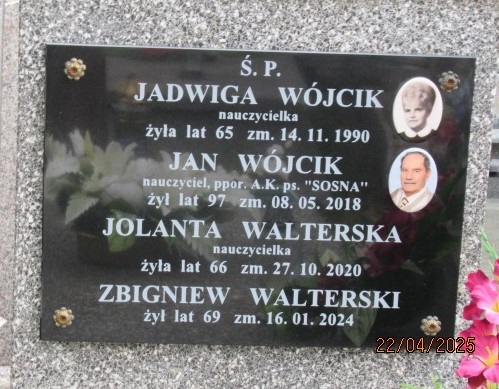 Ś. P.
JADWIGA WÓJCIK
nauczycielka
żyła lat 65 zm. 14. 11. 1990
JAN WÓJCIK
nauczyciel, ppor. A.K. ps. "SOSNA"
żył lat 97 zm. 08. 05. 2018
JOLANTA WALTERSKA
nauczycielka
żyła lat 66 zm. 27. 10. 2020
ZBIGNIEW WALTERSKI
żył lat 69 zm. 16. 01. 2024
22/04/2025